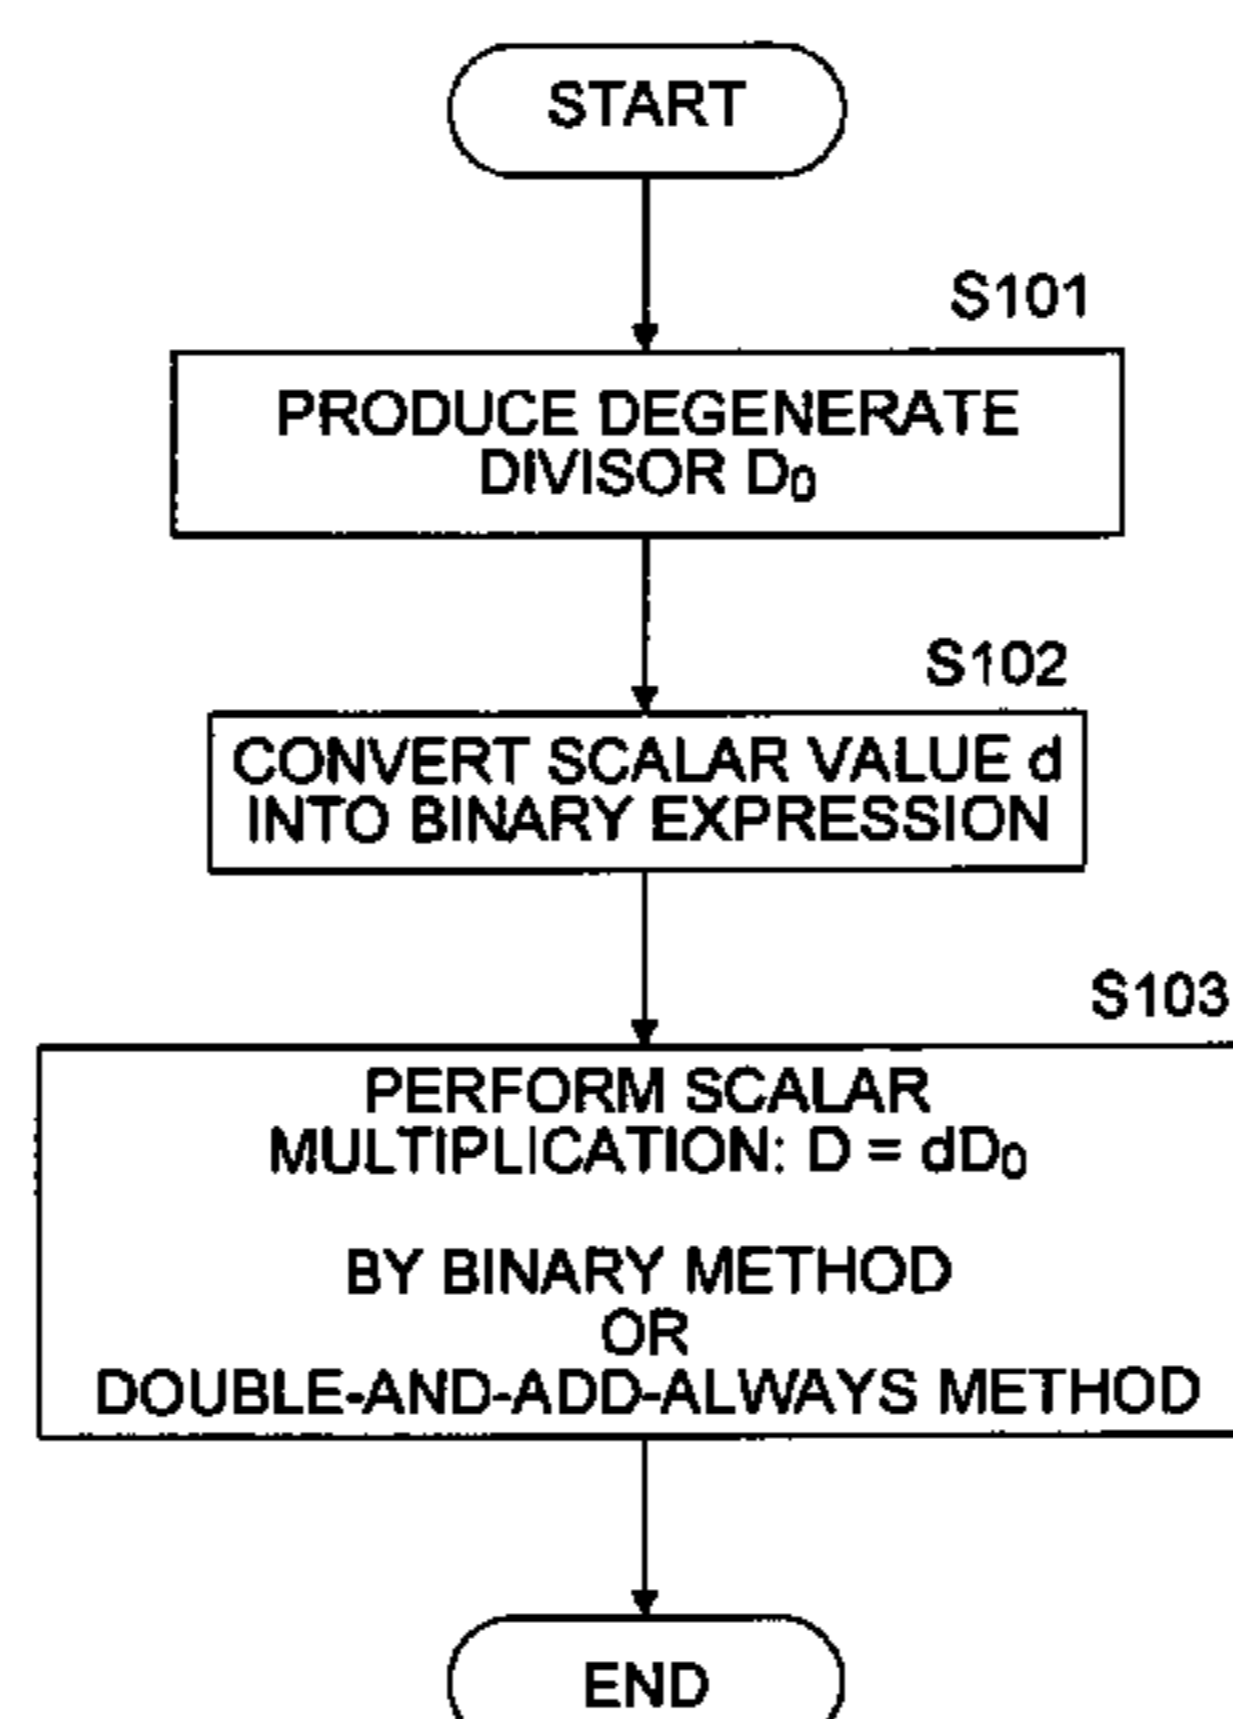 START
S101
PRODUCE DEGENERATE
DIVISOR D₀
S102
CONVERT SCALAR VALUE d
INTO BINARY EXPRESSION
S103
PERFORM SCALAR
MULTIPLICATION: D = dD₀
BY BINARY METHOD
OR
DOUBLE-AND-ADD-ALWAYS METHOD
END